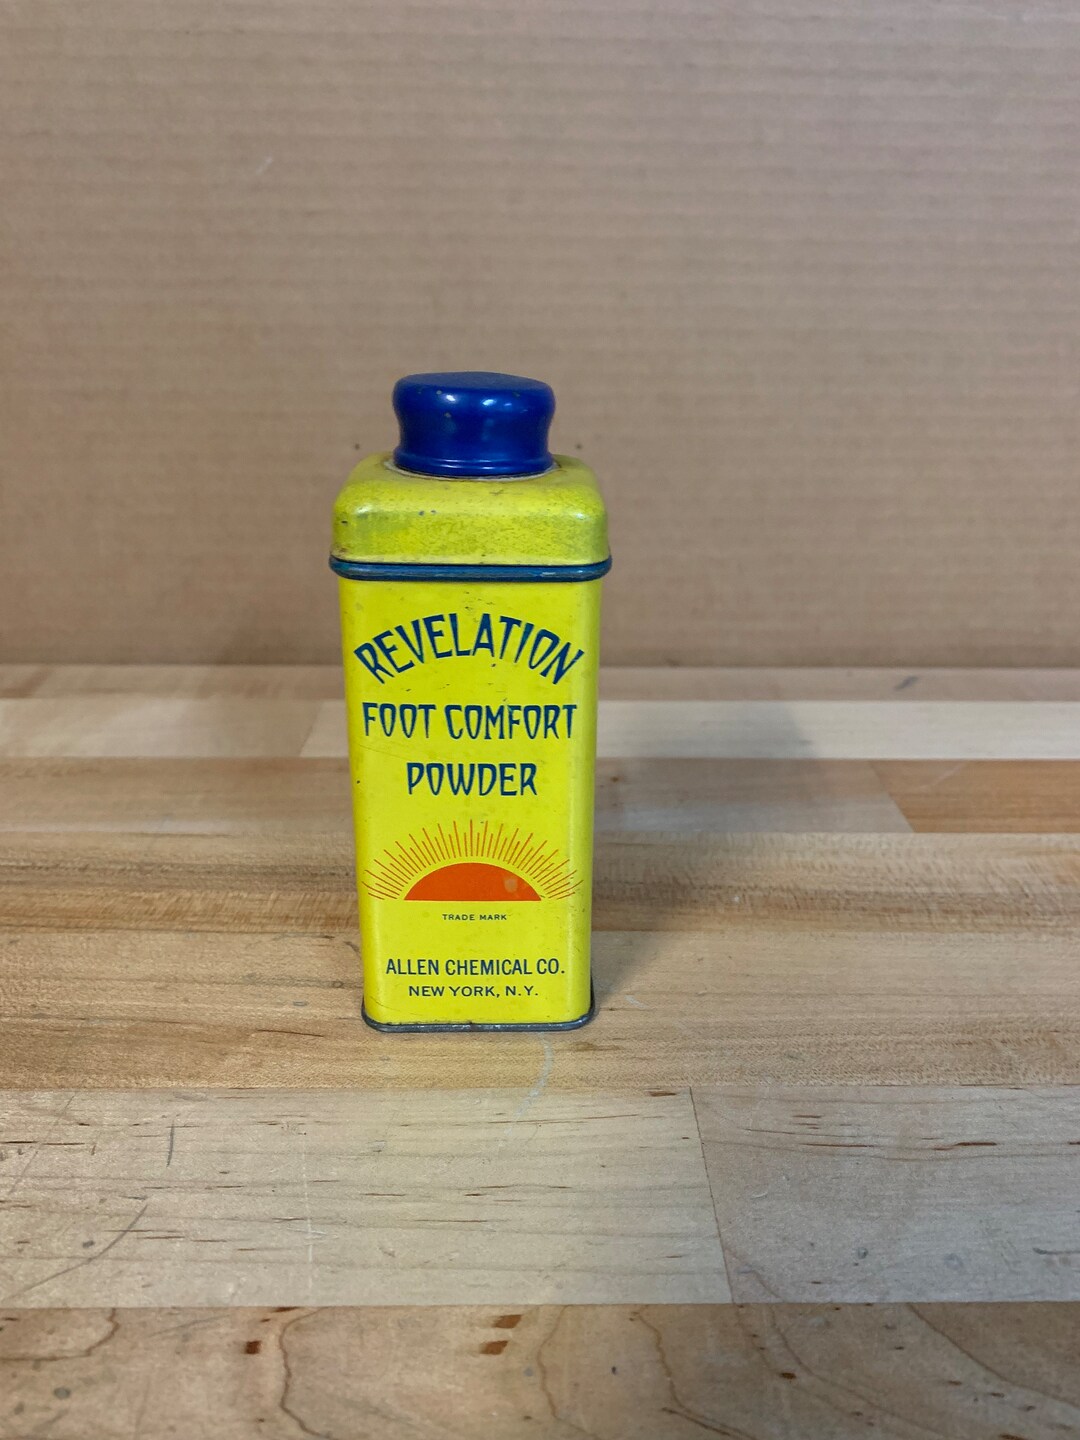 REVELATION
FOOT COMFORT
POWDER
TRADE MARK
ALLEN CHEMICAL CO.
NEW YORK, N.Y.